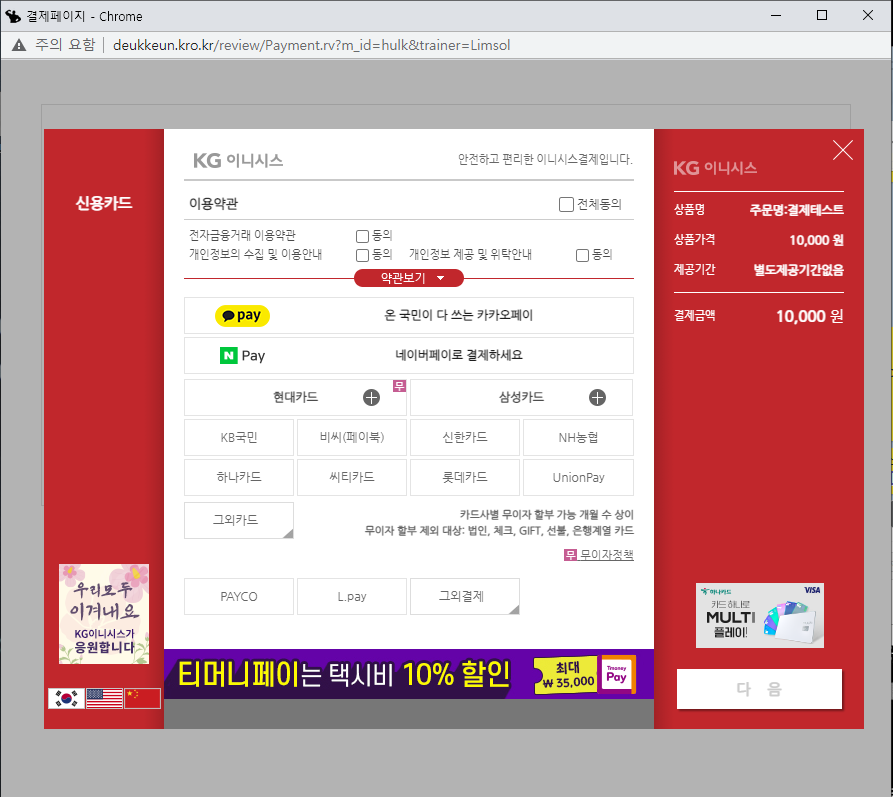 결제페이지 - Chrome
주의 요함 deukkeun.kro.kr/review/Payment.rv?m_id=hulk&trainer=Limsol
신용카드
우리모두
이겨내요
KG이니시스가
응원합니다
KG 이니시스
안전하고 편리한 이니시스결제입니다.
이용약관
전체동의
전자금융거래 이용약관 동의
개인정보의 수집 및 이용안내 동의 개인정보 제공 및 위탁안내 동의
약관보기
pay 온 국민이 다 쓰는 카카오페이
N Pay 네이버페이로 결제하세요
현대카드 무 삼성카드
KB국민 비씨(페이북) 신한카드 NH농협
하나카드 씨티카드 롯데카드 UnionPay
그외카드
카드사별 무이자 할부 가능 개월 수 상이
무이자 할부 제외 대상: 법인, 체크, GIFT, 선불, 은행계열 카드
무 무이자정책
PAYCO L.pay 그외결제
티머니페이는 택시비 10% 할인
최대
₩ 35,000
Tmoney
Pay
KG 이니시스
상품명 주문명:결제테스트
상품가격 10,000 원
제공기간 별도제공기간없음
결제금액 10,000 원
하나카드 VISA
카드 하나로
MULTI
플레이!
다 음